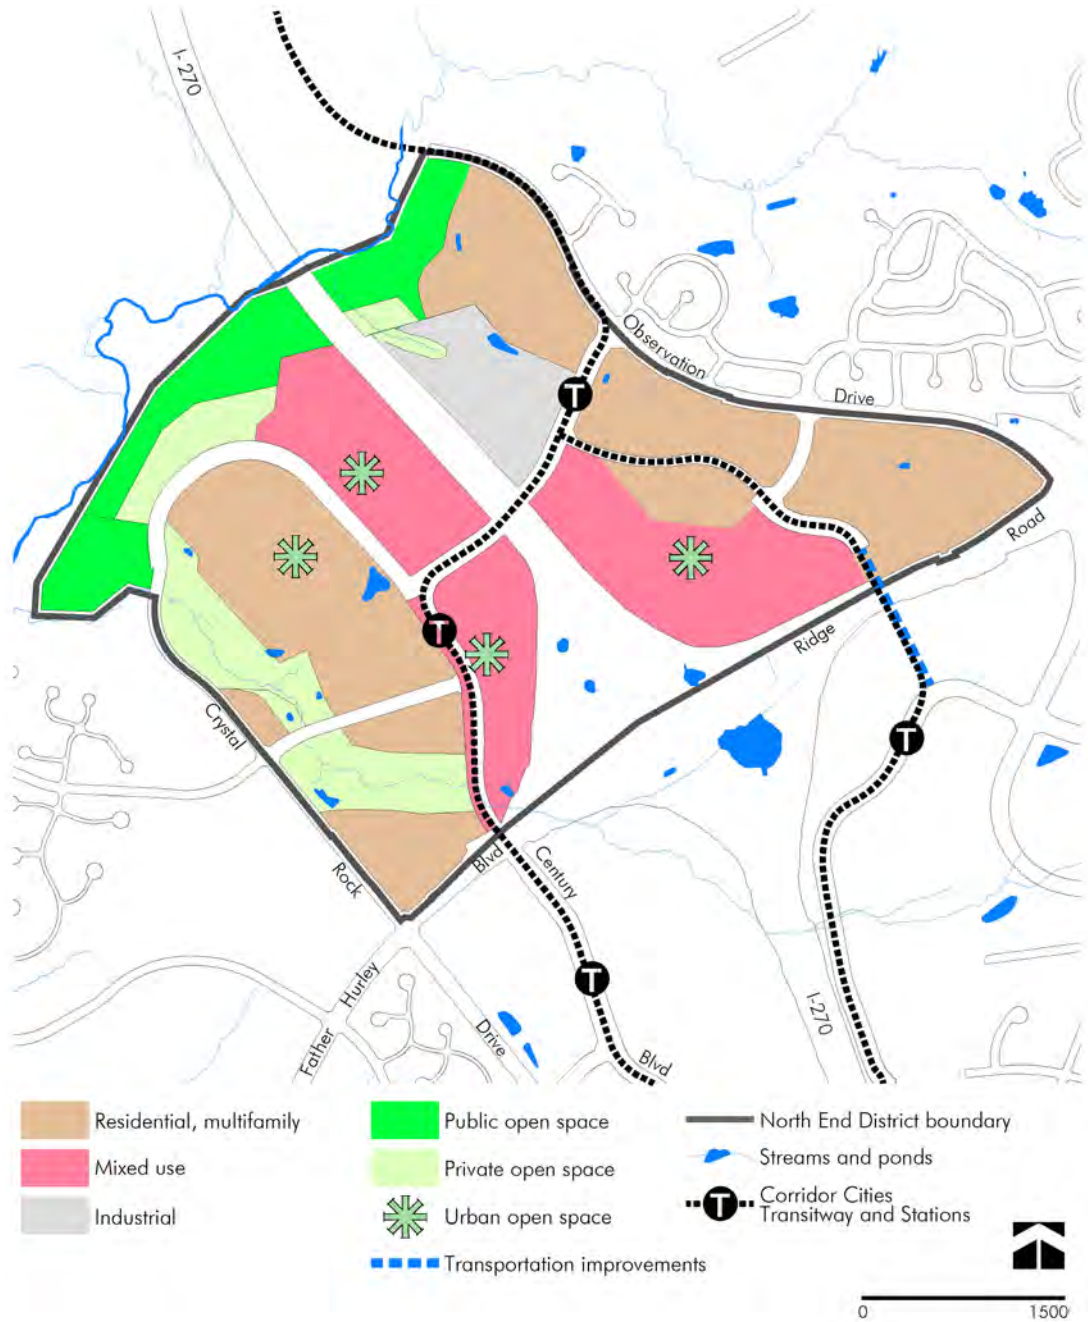 I-270
Observation
Drive
Road
Ridge
Crystal
Rock
Blvd
Century
Hurley
Father
Drive
Blvd
I-270
T
T
T
T
Residential, multifamily
Mixed use
Industrial
Public open space
Private open space
Urban open space
Transportation improvements
North End District boundary
Streams and ponds
T
Corridor Cities
Transitway and Stations
0 1500